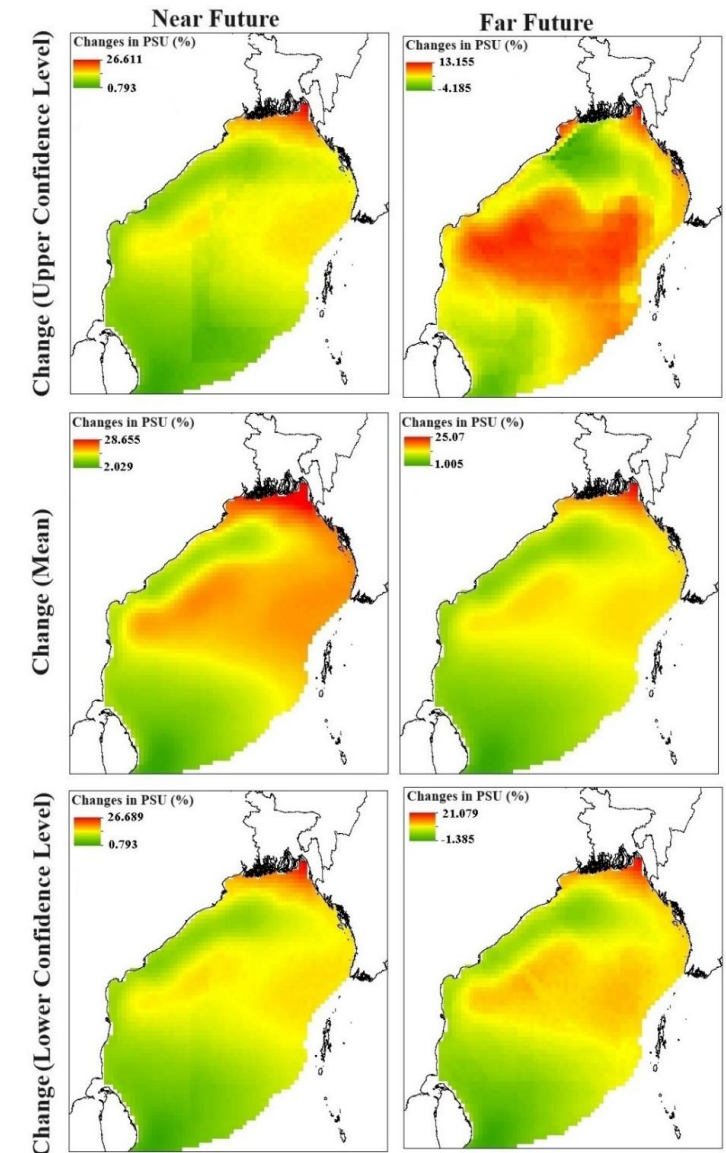 Near Future
Far Future
Change (Upper Confidence Level)
Changes in PSU (%)
26.611
0.793
Changes in PSU (%)
13.155
-4.185
Change (Mean)
Changes in PSU (%)
28.655
2.029
Changes in PSU (%)
25.07
1.005
Change (Lower Confidence Level)
Changes in PSU (%)
26.689
0.793
Changes in PSU (%)
21.079
-1.385